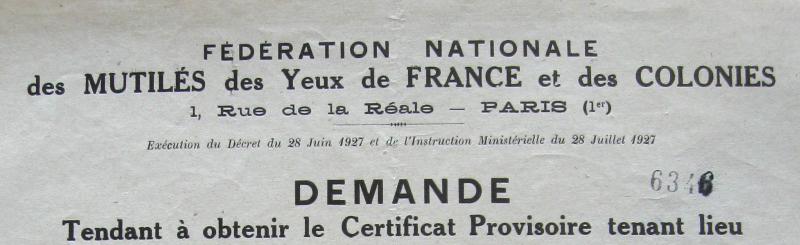 FÉDÉRATION NATIONALE
des MUTILÉS des Yeux de FRANCE et des COLONIES
1, Rue de la Réale — PARIS (1er)
Exécution du Décret du 28 Juin 1927 et de l'Instruction Ministérielle du 28 Juillet 1927
DEMANDE 6346
Tendant à obtenir le Certificat Provisoire tenant lieu